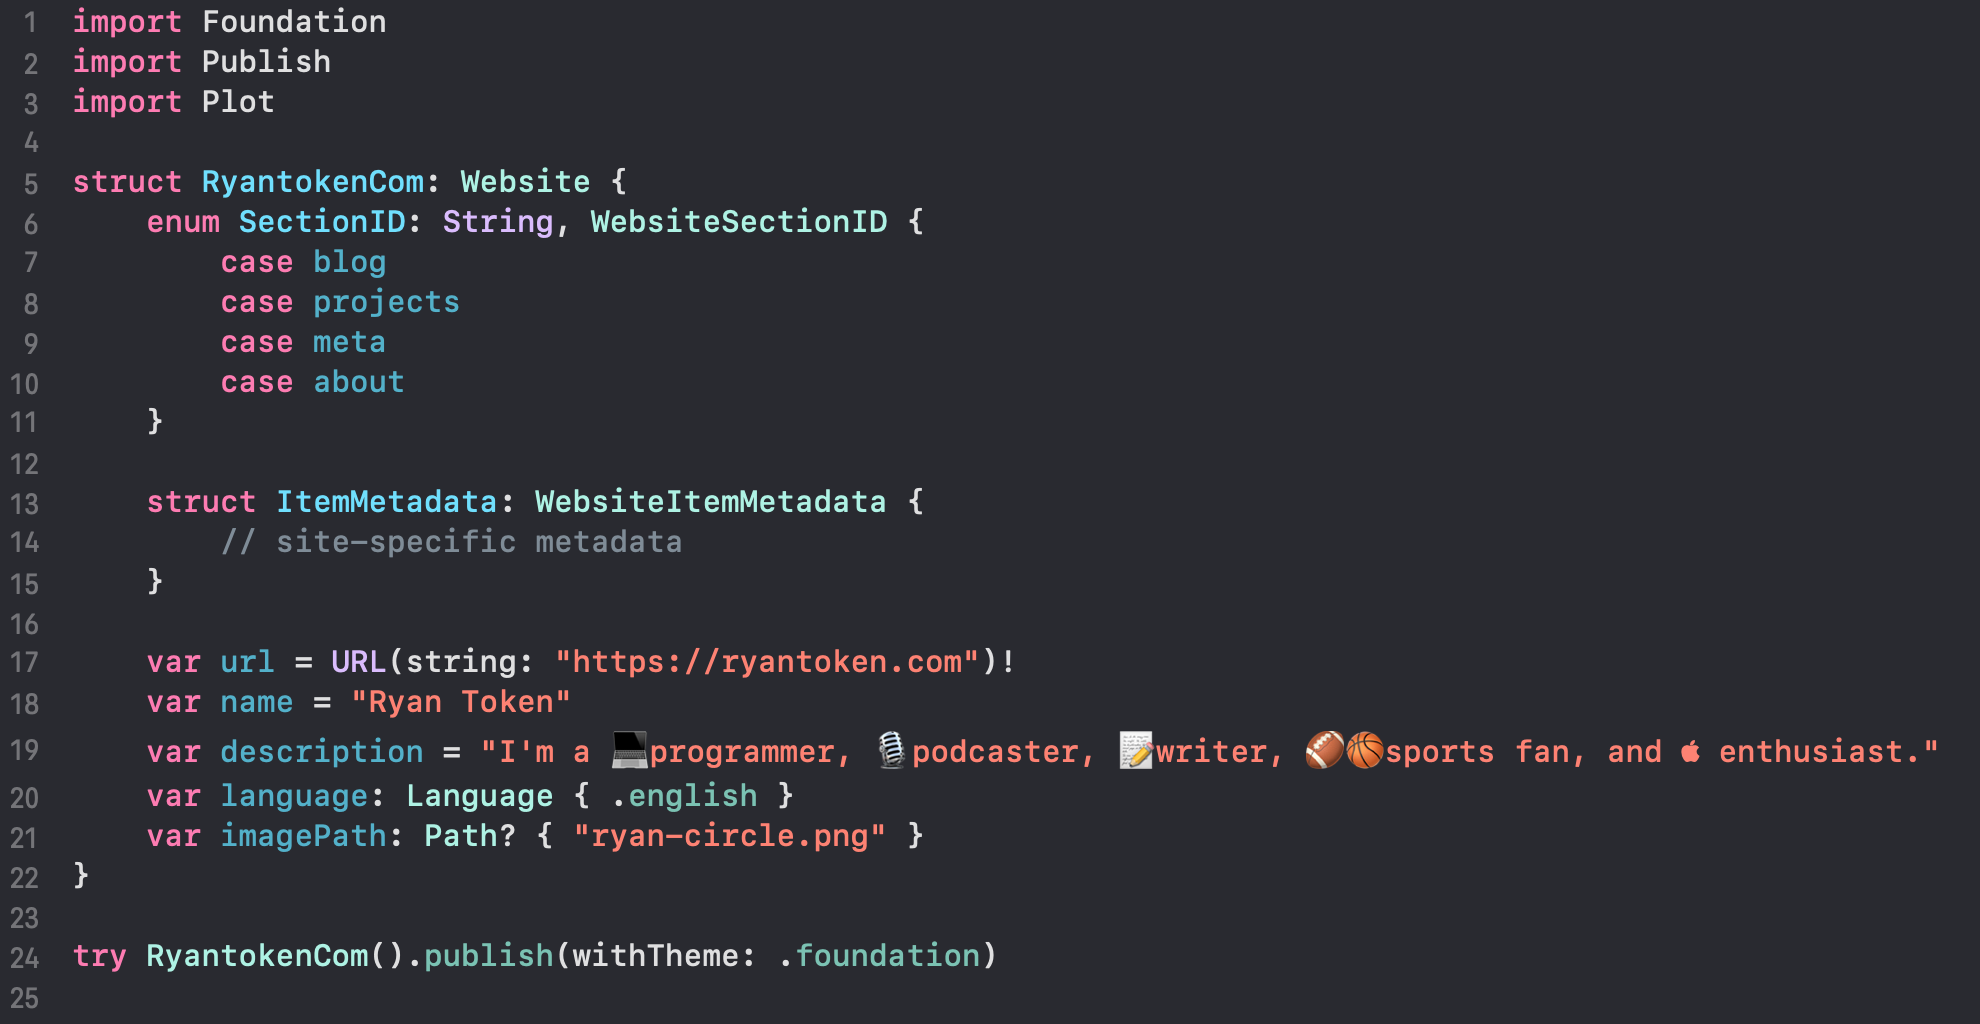 1 import Foundation
2 import Publish
3 import Plot
4
5 struct RyantokenCom: Website {
6     enum SectionID: String, WebsiteSectionID {
7         case blog
8         case projects
9         case meta
10         case about
11     }
12
13     struct ItemMetadata: WebsiteItemMetadata {
14         // site-specific metadata
15     }
16
17     var url = URL(string: "https://ryantoken.com")!
18     var name = "Ryan Token"
19     var description = "I'm a 💻programmer, 🎙podcaster, 📝writer, 🏈🏀sports fan, and  enthusiast."
20     var language: Language { .english }
21     var imagePath: Path? { "ryan-circle.png" }
22 }
23
24 try RyantokenCom().publish(withTheme: .foundation)
25